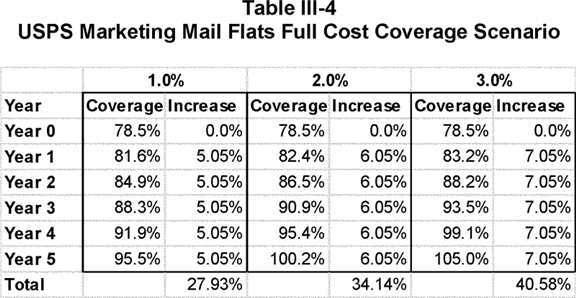 Table III-4
USPS Marketing Mail Flats Full Cost Coverage Scenario
1.0% 2.0% 3.0%
Year Coverage Increase Coverage Increase Coverage Increase
Year 0 78.5% 0.0% 78.5% 0.0% 78.5% 0.0%
Year 1 81.6% 5.05% 82.4% 6.05% 83.2% 7.05%
Year 2 84.9% 5.05% 86.5% 6.05% 88.2% 7.05%
Year 3 88.3% 5.05% 90.9% 6.05% 93.5% 7.05%
Year 4 91.9% 5.05% 95.4% 6.05% 99.1% 7.05%
Year 5 95.5% 5.05% 100.2% 6.05% 105.0% 7.05%
Total 27.93% 34.14% 40.58%